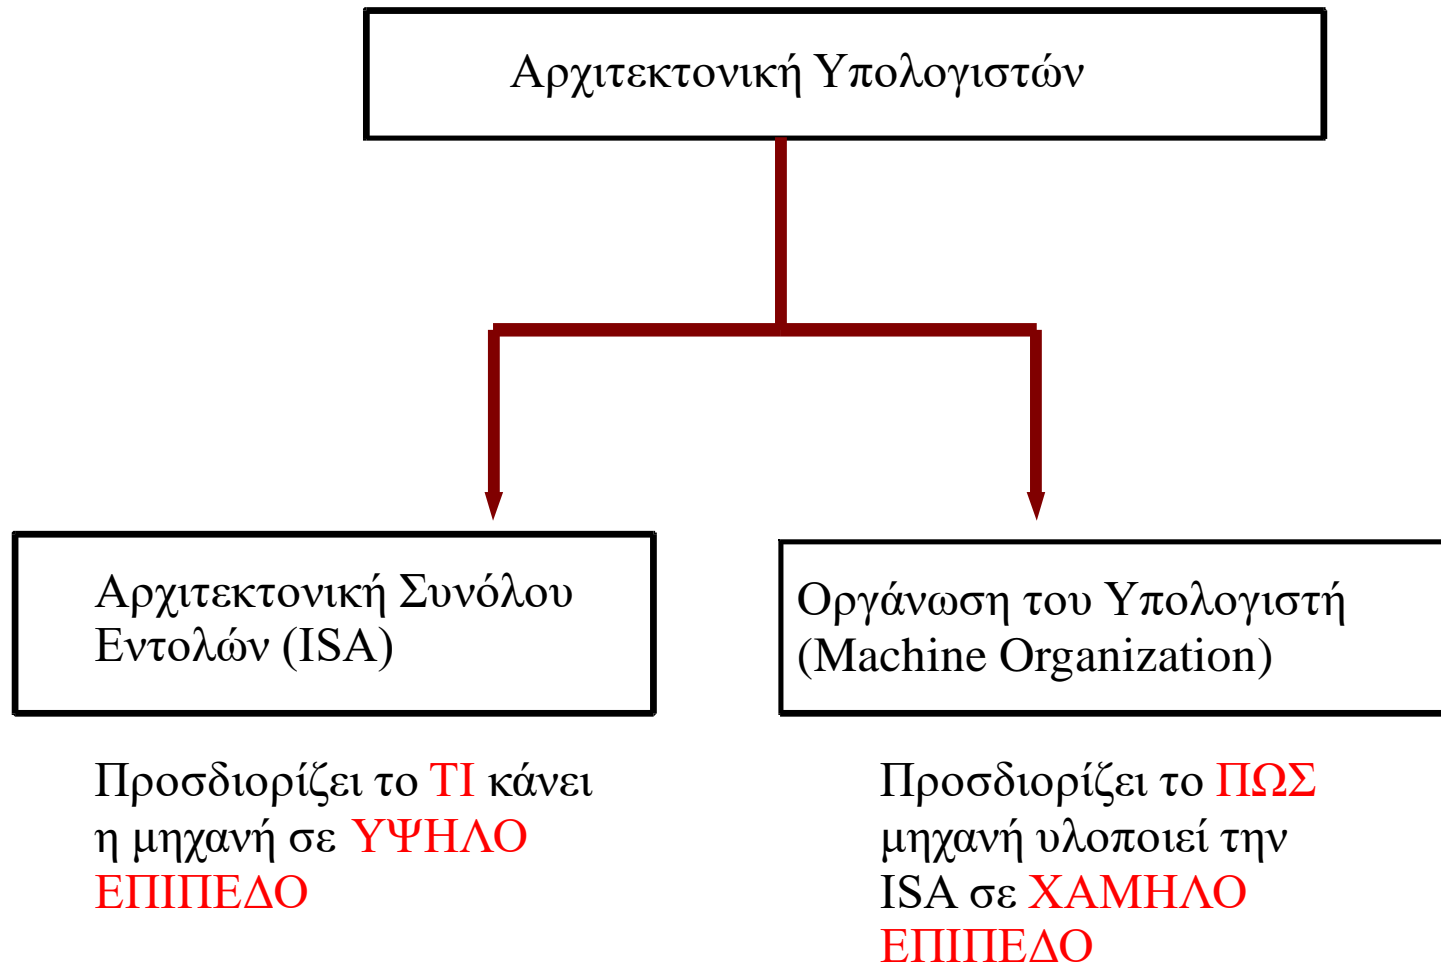 Αρχιτεκτονική Υπολογιστών
Αρχιτεκτονική Συνόλου
Εντολών (ISA)
Οργάνωση του Υπολογιστή
(Machine Organization)
Προσδιορίζει το ΤΙ κάνει
η μηχανή σε ΥΨΗΛΟ
ΕΠΙΠΕΔΟ
Προσδιορίζει το ΠΩΣ
μηχανή υλοποιεί την
ISA σε ΧΑΜΗΛΟ
ΕΠΙΠΕΔΟ